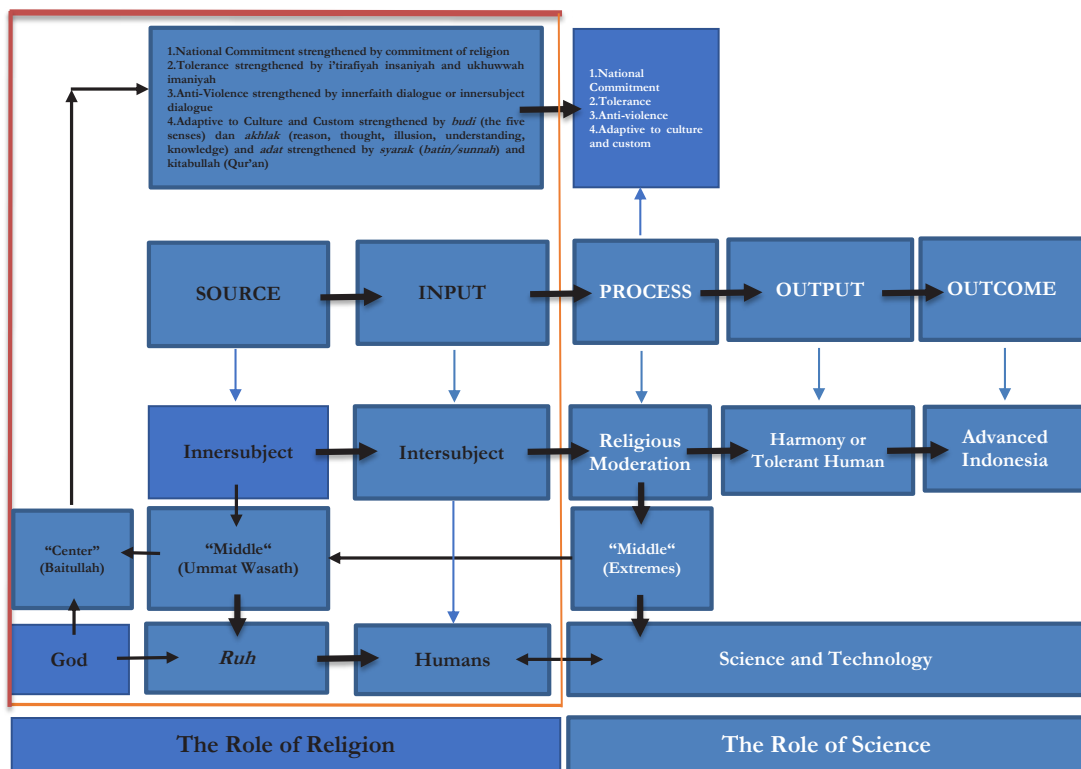 1.National Commitment strengthened by commitment of religion
2.Tolerance strengthened by i’tirafiyah insaniyah and ukhuwwah
imaniyah
3.Anti-Violence strengthened by innerfaith dialogue or innersubject
dialogue
4.Adaptive to Culture and Custom strengthened by budi (the five
senses) dan akhlak (reason, thought, illusion, understanding,
knowledge) and adat strengthened by syarak (batin/sunnah) and
kitabullah (Qur’an)
1.National
Commitment
2.Tolerance
3.Anti-violence
4.Adaptive to culture
and custom
SOURCE
INPUT
PROCESS
OUTPUT
OUTCOME
Innersubject
Intersubject
Religious
Moderation
Harmony or
Tolerant Human
Advanced
Indonesia
“Center”
(Baitullah)
“Middle“
(Ummat Wasath)
“Middle“
(Extremes)
God
Ruh
Humans
Science and Technology
The Role of Religion
The Role of Science